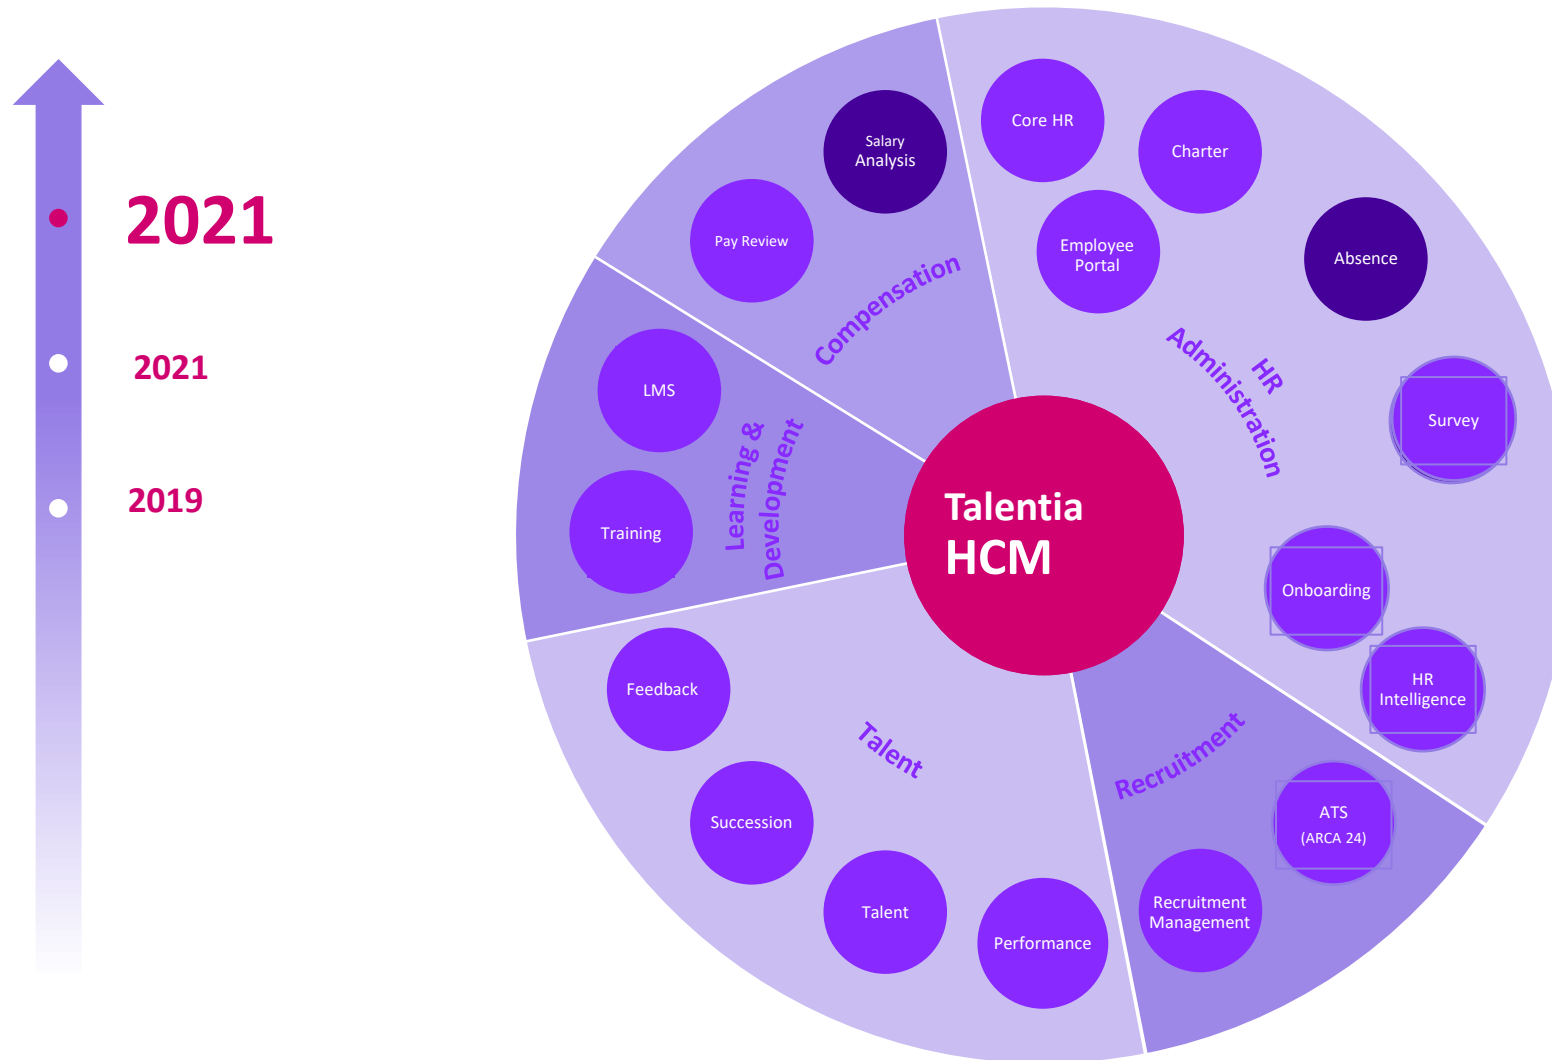 2021
2021
2019
Salary
Analysis
Pay Review
Compensation
Core HR
Charter
Employee
Portal
Absence
HR
Administration
Survey
Onboarding
HR
Intelligence
LMS
Training
Learning &
Development
Talentia
HCM
Feedback
Succession
Talent
Talent
Performance
Recruitment
ATS
(ARCA 24)
Recruitment
Management